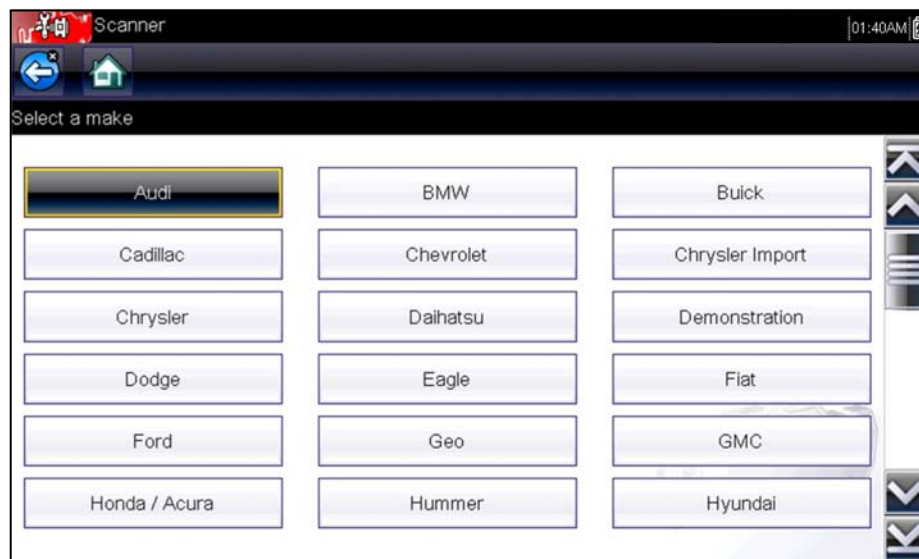 Scanner 01:40AM
Select a make
Audi BMW Buick
Cadillac Chevrolet Chrysler Import
Chrysler Daihatsu Demonstration
Dodge Eagle Fiat
Ford Geo GMC
Honda / Acura Hummer Hyundai